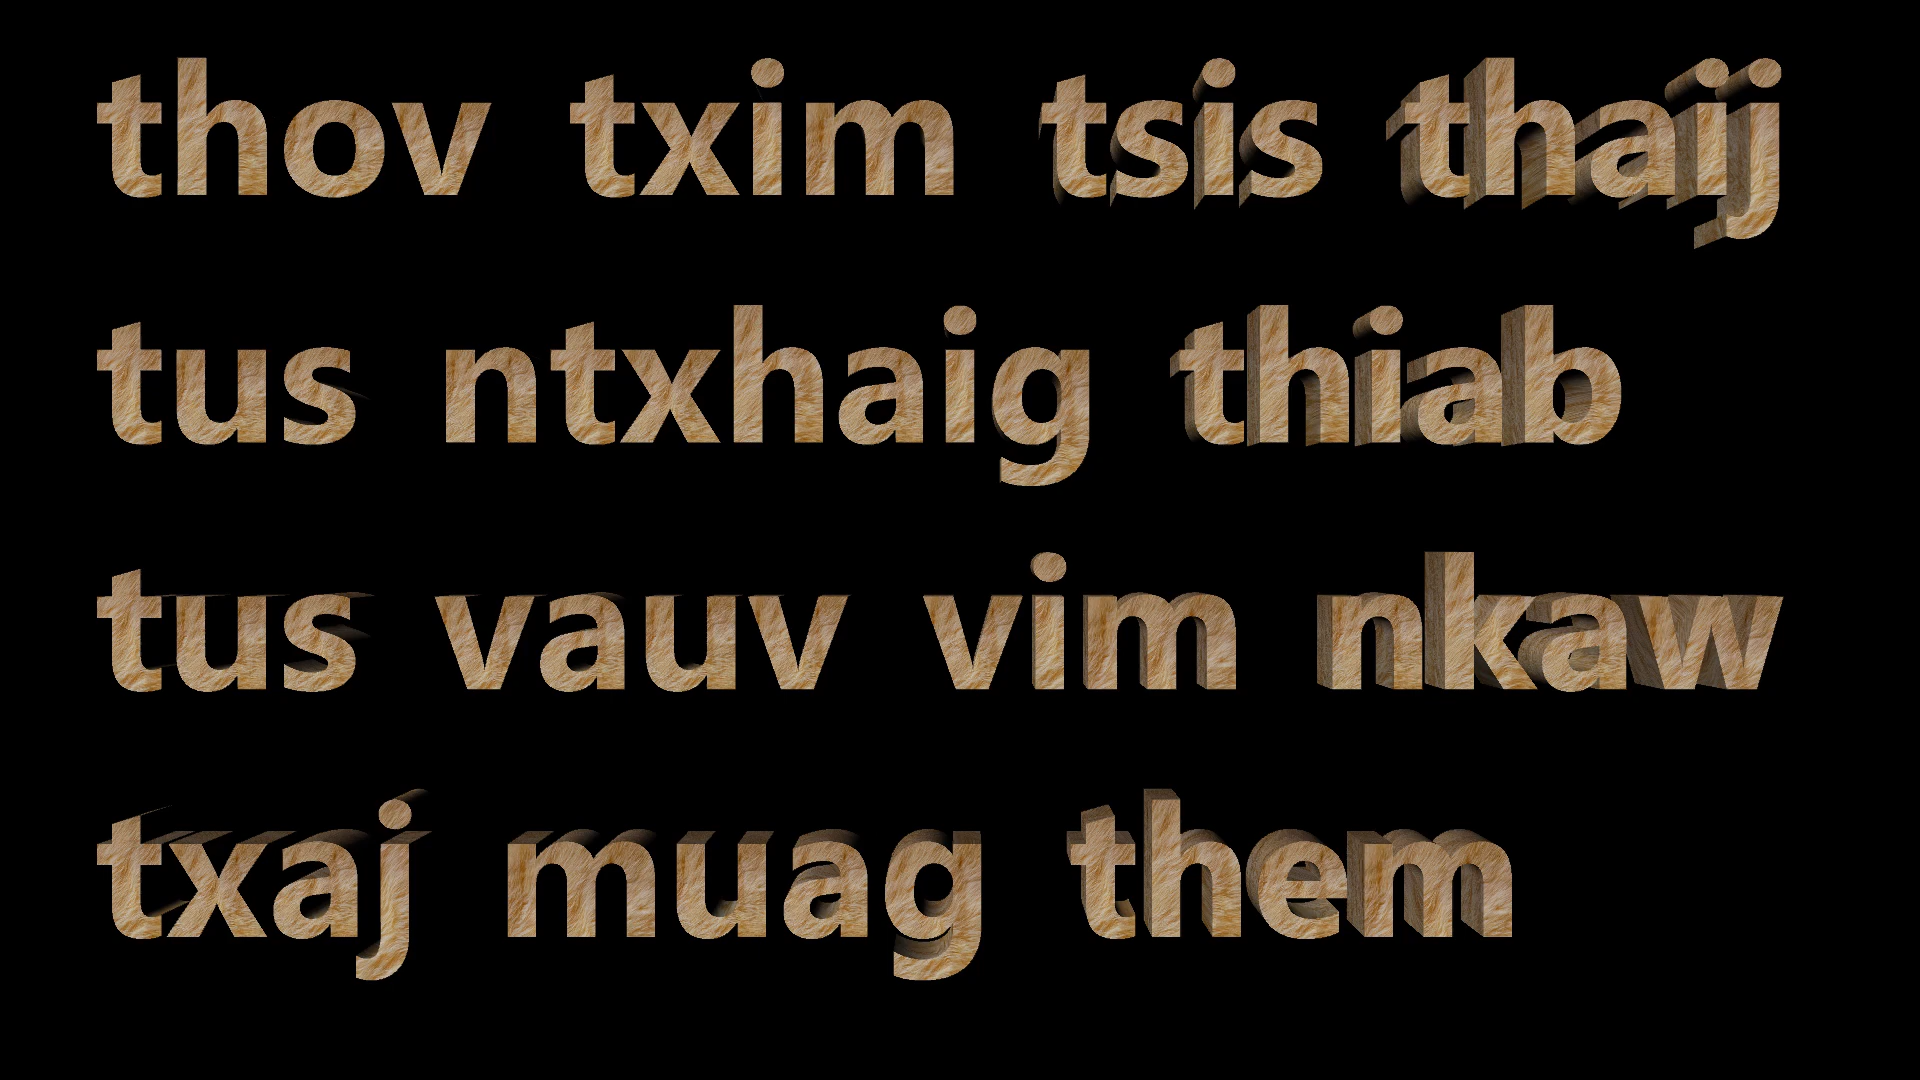 thov txim tsis thaij
tus ntxhaig thiab
tus vauv vim nkaw
txaj muag them